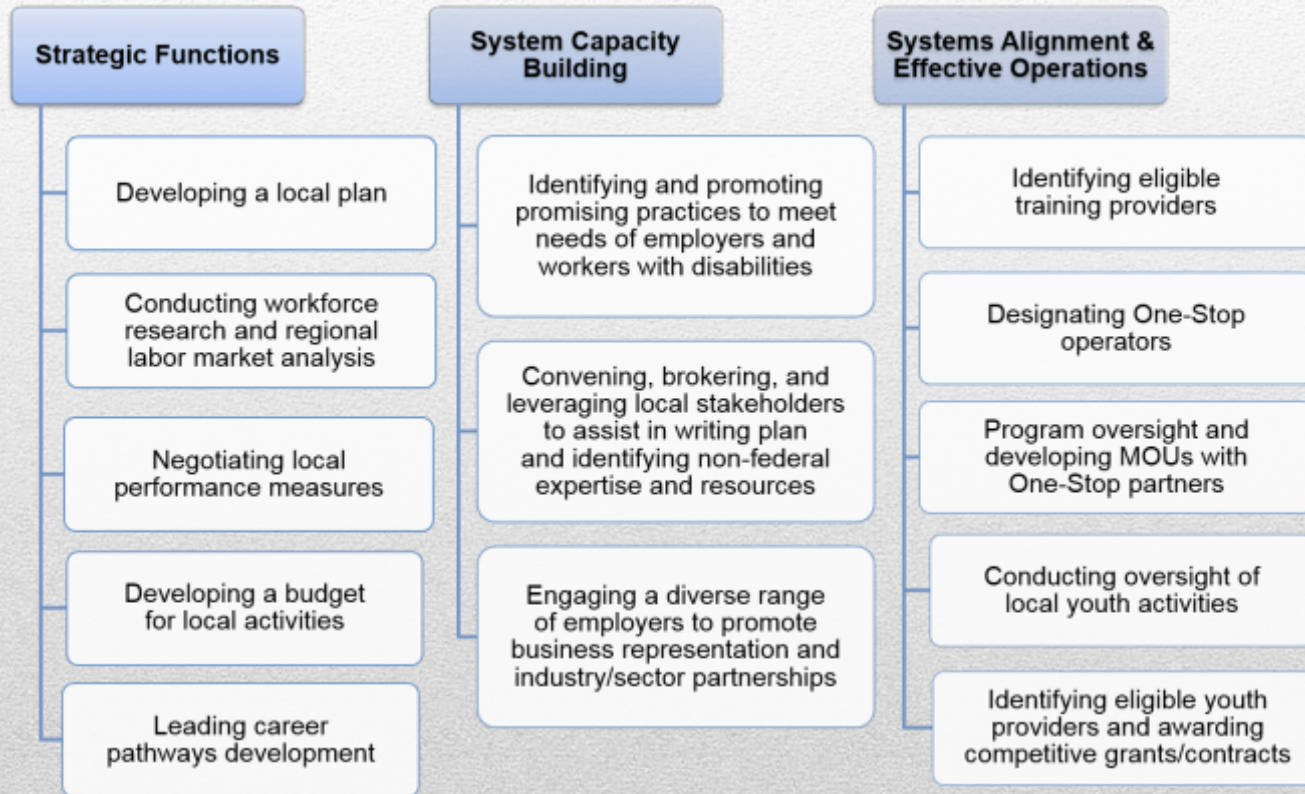 Strategic Functions
Developing a local plan
Conducting workforce
research and regional
labor market analysis
Negotiating local
performance measures
Developing a budget
for local activities
Leading career
pathways development
System Capacity
Building
Identifying and promoting
promising practices to meet
needs of employers and
workers with disabilities
Convening, brokering, and
leveraging local stakeholders
to assist in writing plan
and identifying non-federal
expertise and resources
Engaging a diverse range
of employers to promote
business representation and
industry/sector partnerships
Systems Alignment &
Effective Operations
Identifying eligible
training providers
Designating One-Stop
operators
Program oversight and
developing MOUs with
One-Stop partners
Conducting oversight of
local youth activities
Identifying eligible youth
providers and awarding
competitive grants/contracts